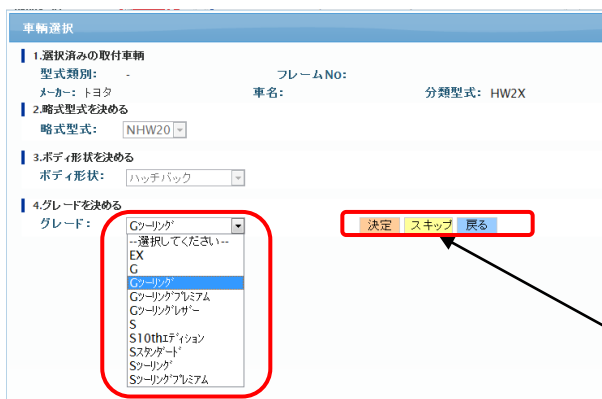 車輌選択
1.選択済みの取付車輌
型式類別: - フレームNo:
ﾒｰｶｰ: トヨタ 車名: 分類型式: HW2X
2.略式型式を決める
略式型式: NHW20
3.ボディ形状を決める
ボディ形状: ハッチバック
4.グレードを決める
グレード: Gﾂｰﾘﾝｸﾞ 決定 スキップ 戻る
--選択してください--
EX
G
Gﾂｰﾘﾝｸﾞ
Gﾂｰﾘﾝｸﾞﾌﾟﾚﾐｱﾑ
Gﾂｰﾘﾝｸﾞﾚｻﾞｰ
S
S10thｴﾃﾞｨｼｮﾝ
Sｽﾀﾝﾀﾞｰﾄﾞ
Sﾂｰﾘﾝｸﾞ
Sﾂｰﾘﾝｸﾞﾌﾟﾚﾐｱﾑ